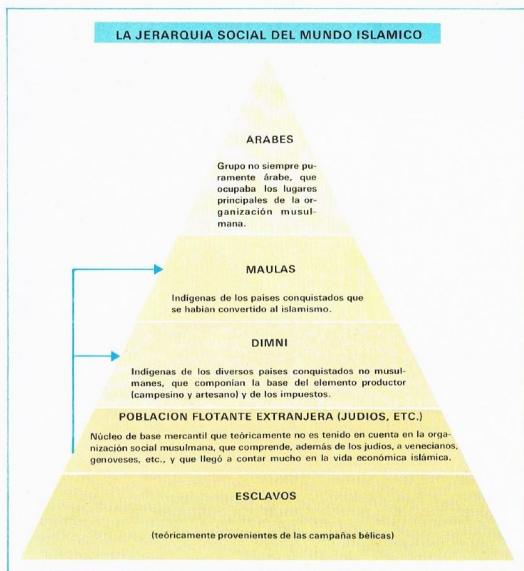 LA JERARQUIA SOCIAL DEL MUNDO ISLAMICO
ARABES
Grupo no siempre pu-
ramente árabe, que
ocupaba los lugares
principales de la or-
ganización musul-
mana.
MAULAS
Indígenas de los países conquistados que
se habían convertido al islamismo.
DIMNI
Indígenas de los diversos países conquistados no musul-
manes, que componían la base del elemento productor
(campesino y artesano) y de los impuestos.
POBLACION FLOTANTE EXTRANJERA (JUDIOS, ETC.)
Núcleo de base mercantil que teóricamente no es tenido en cuenta en la orga-
nización social musulmana, que comprende, además de los judíos, a venecianos,
genoveses, etc., y que llegó a contar mucho en la vida económica islámica.
ESCLAVOS
(teóricamente provenientes de las campañas bélicas)